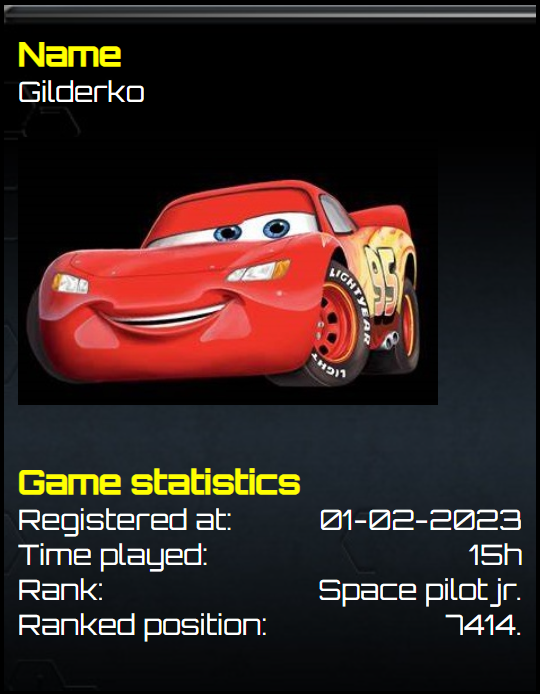 Name
Gilderko
95
LIGHTYEAR
LIGHT
Game statistics
Registered at: 01-02-2023
Time played: 15h
Rank: Space pilot jr.
Ranked position: 7414.